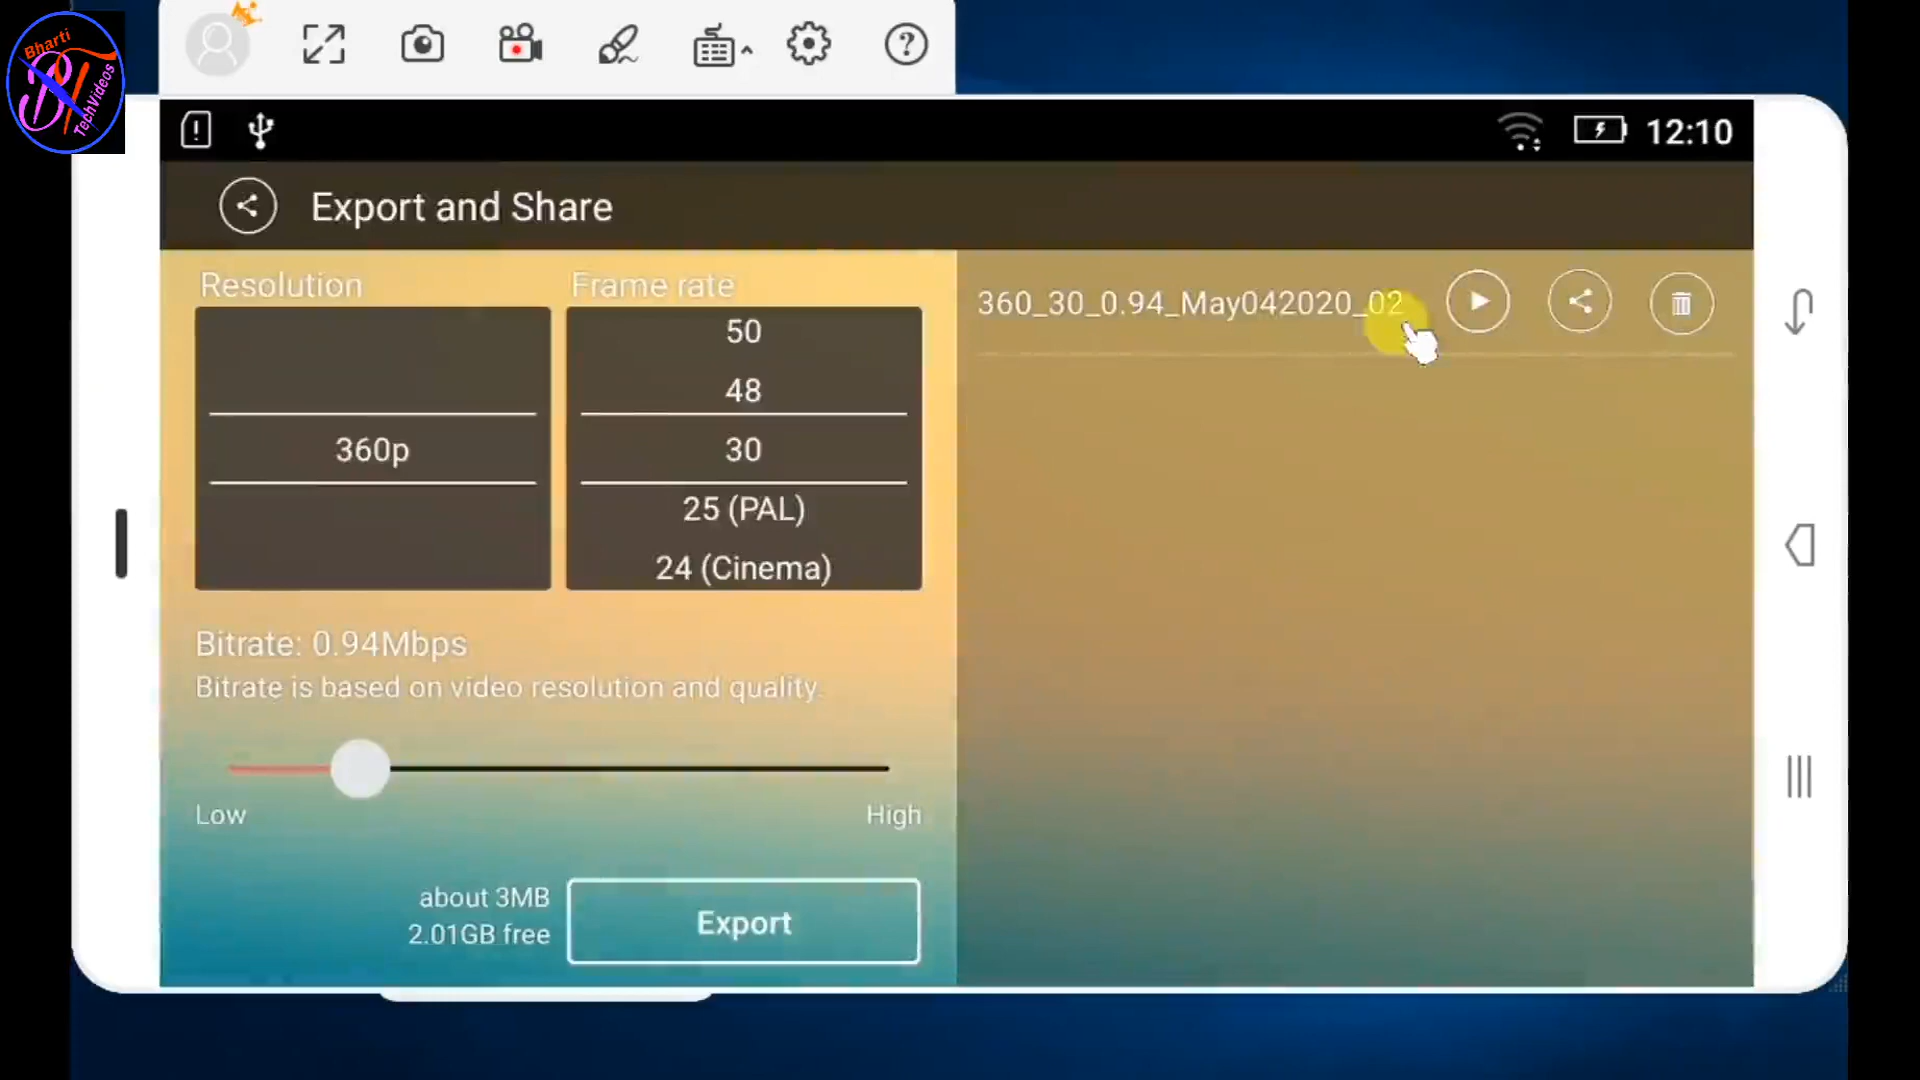 Bharti
BT
TechVideos
12:10
Export and Share
Resolution
Frame rate
360p
50
48
30
25 (PAL)
24 (Cinema)
360_30_0.94_May042020_02
Bitrate: 0.94Mbps
Bitrate is based on video resolution and quality.
Low
High
about 3MB
2.01GB free
Export